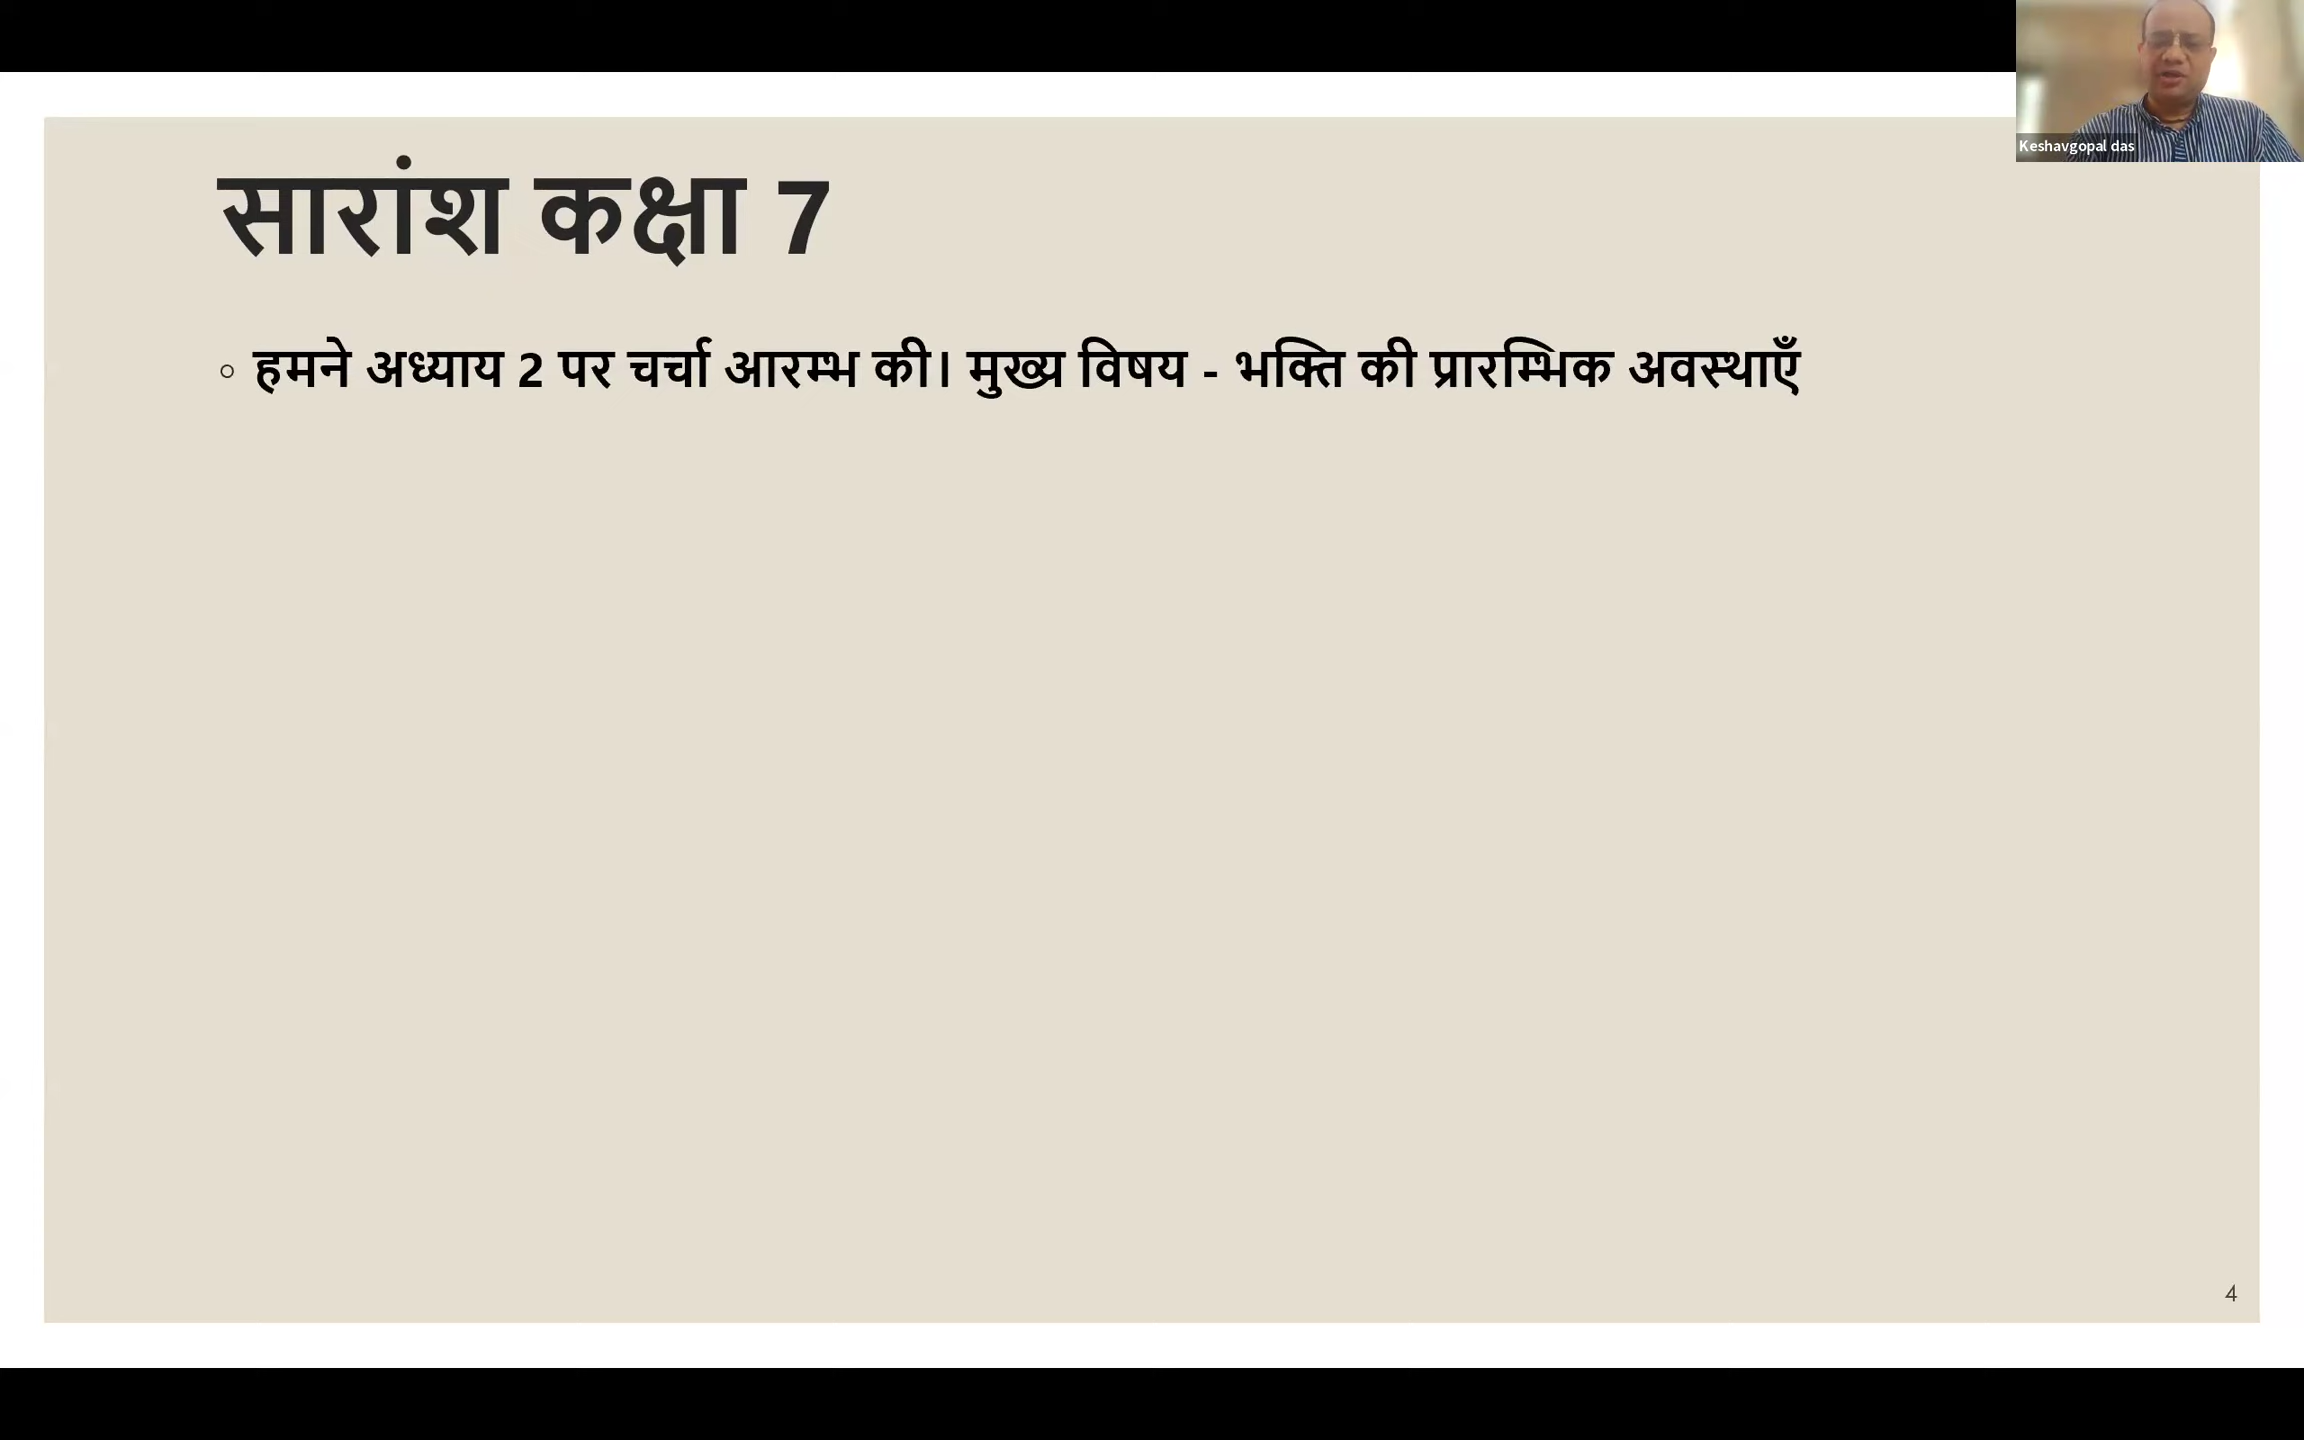 Keshavgopal das
सारांश कक्षा 7
◦ हमने अध्याय 2 पर चर्चा आरम्भ की। मुख्य विषय - भक्ति की प्रारम्भिक अवस्थाएँ
4